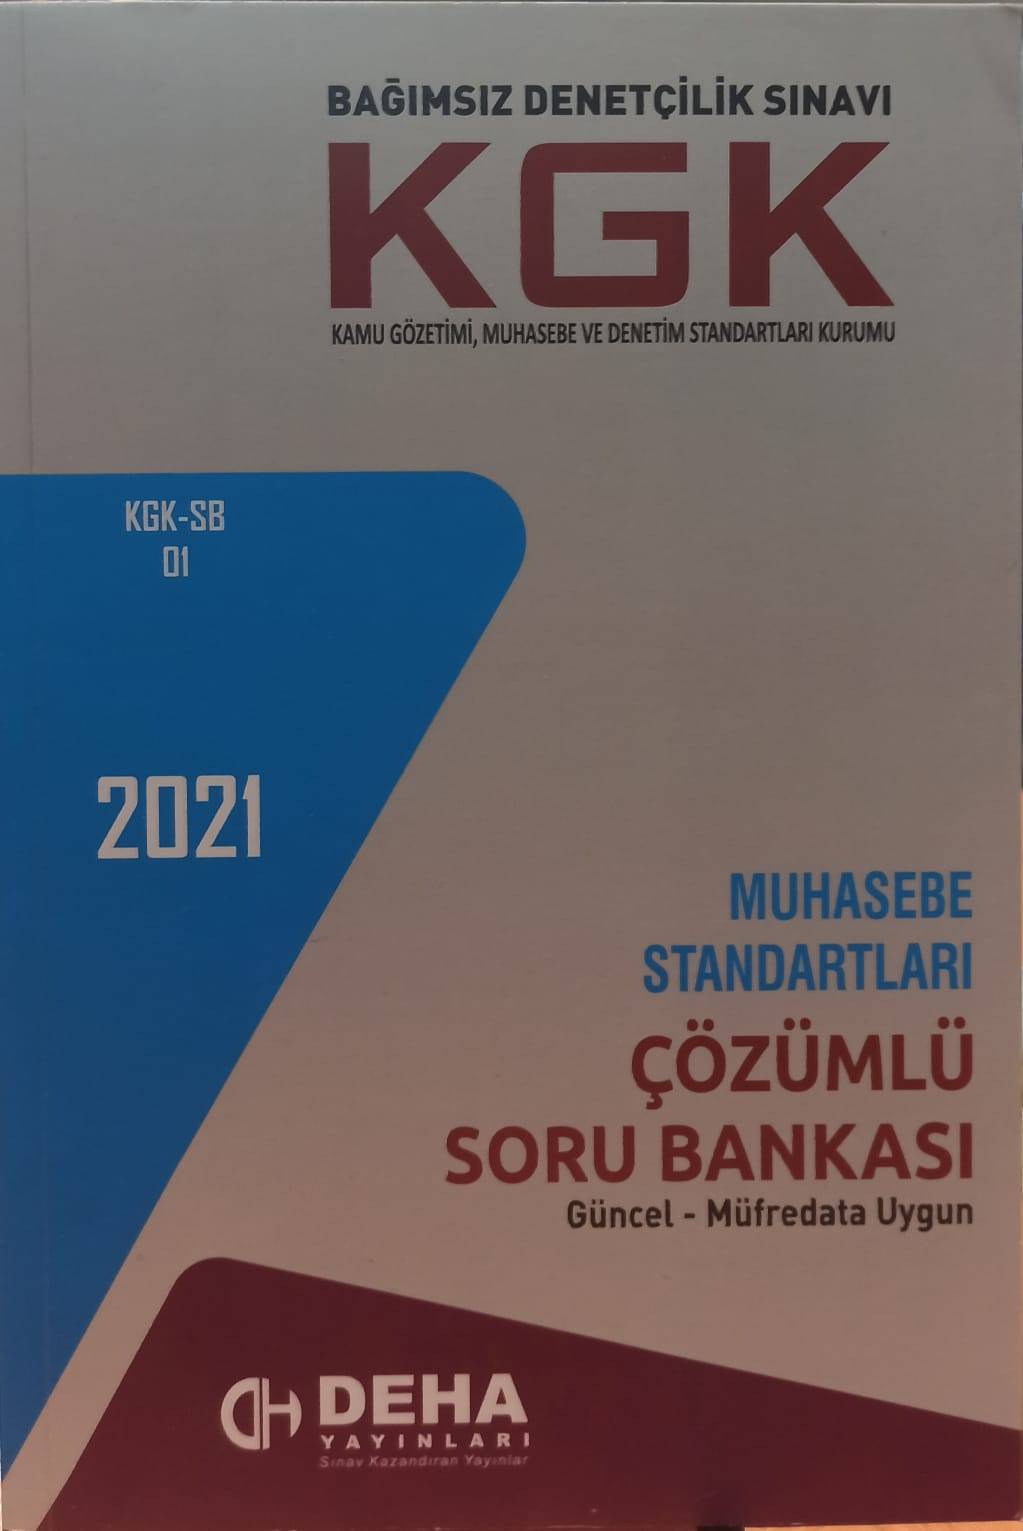 BAĞIMSIZ DENETÇİLİK SINAVI
KGK
KAMU GÖZETİMİ, MUHASEBE VE DENETİM STANDARTLARI KURUMU
KGK-SB
01
2021
MUHASEBE
STANDARTLARI
ÇÖZÜMLÜ
SORU BANKASI
Güncel - Müfredata Uygun
DEHA
YAYINLARI
Sınav Kazandıran Yayınlar